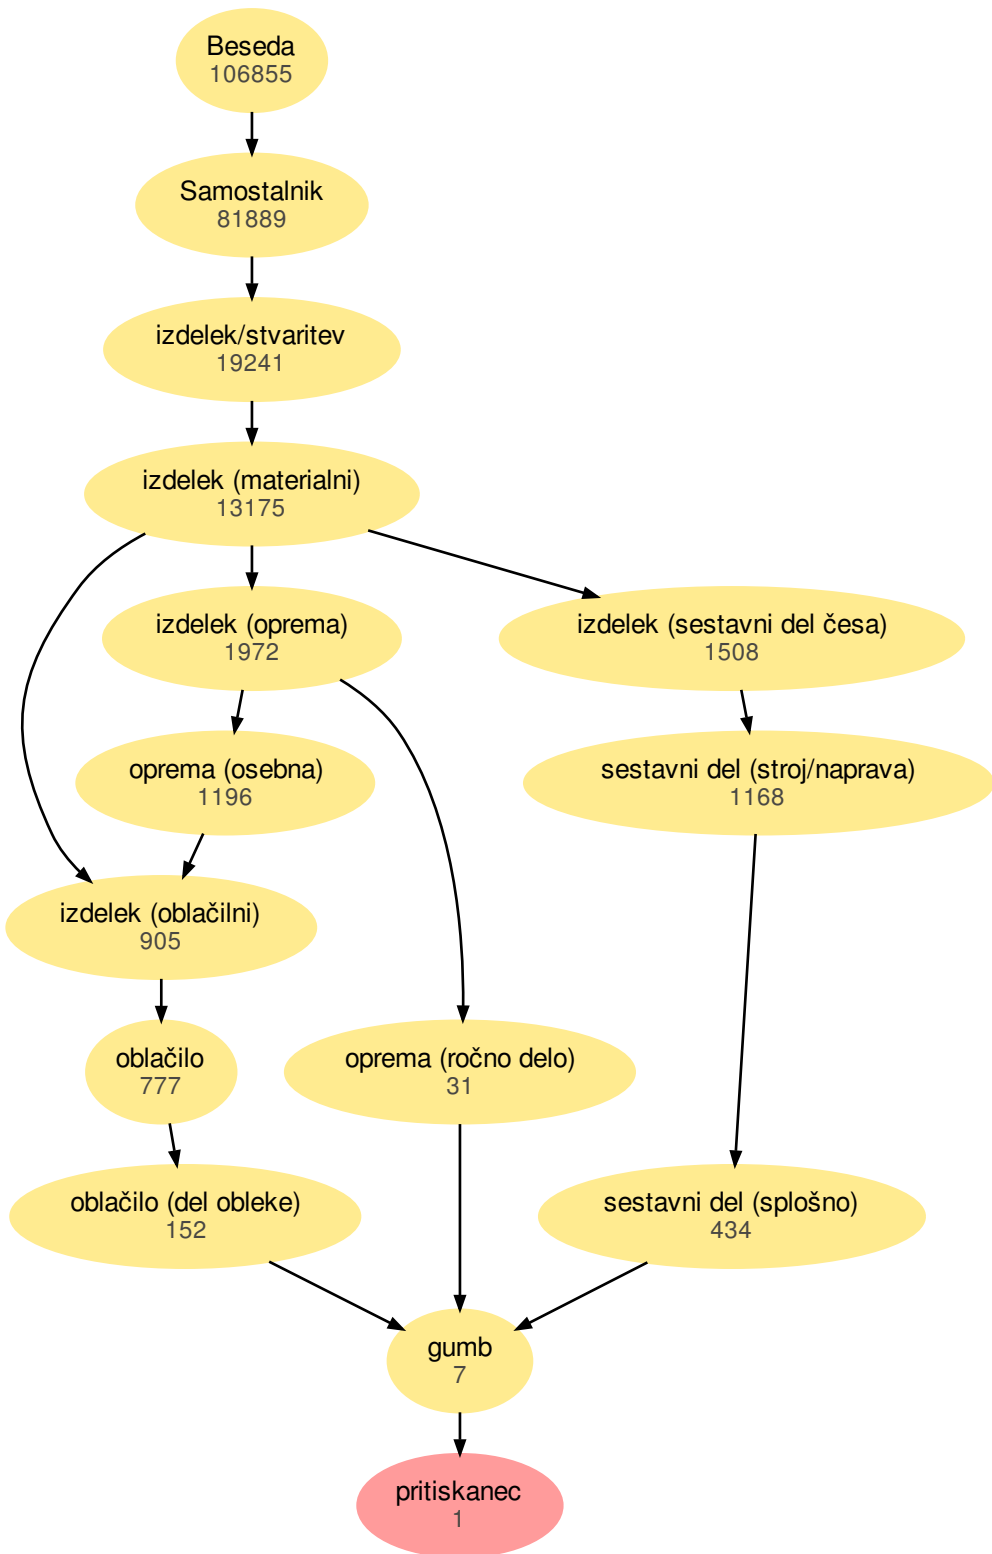 Beseda
106855
Samostalnik
81889
izdelek/stvaritev
19241
izdelek (materialni)
13175
izdelek (oprema)
1972
izdelek (sestavni del česa)
1508
oprema (osebna)
1196
sestavni del (stroj/naprava)
1168
izdelek (oblačilni)
905
oblačilo
777
oprema (ročno delo)
31
oblačilo (del obleke)
152
sestavni del (splošno)
434
gumb
7
pritiskanec
1